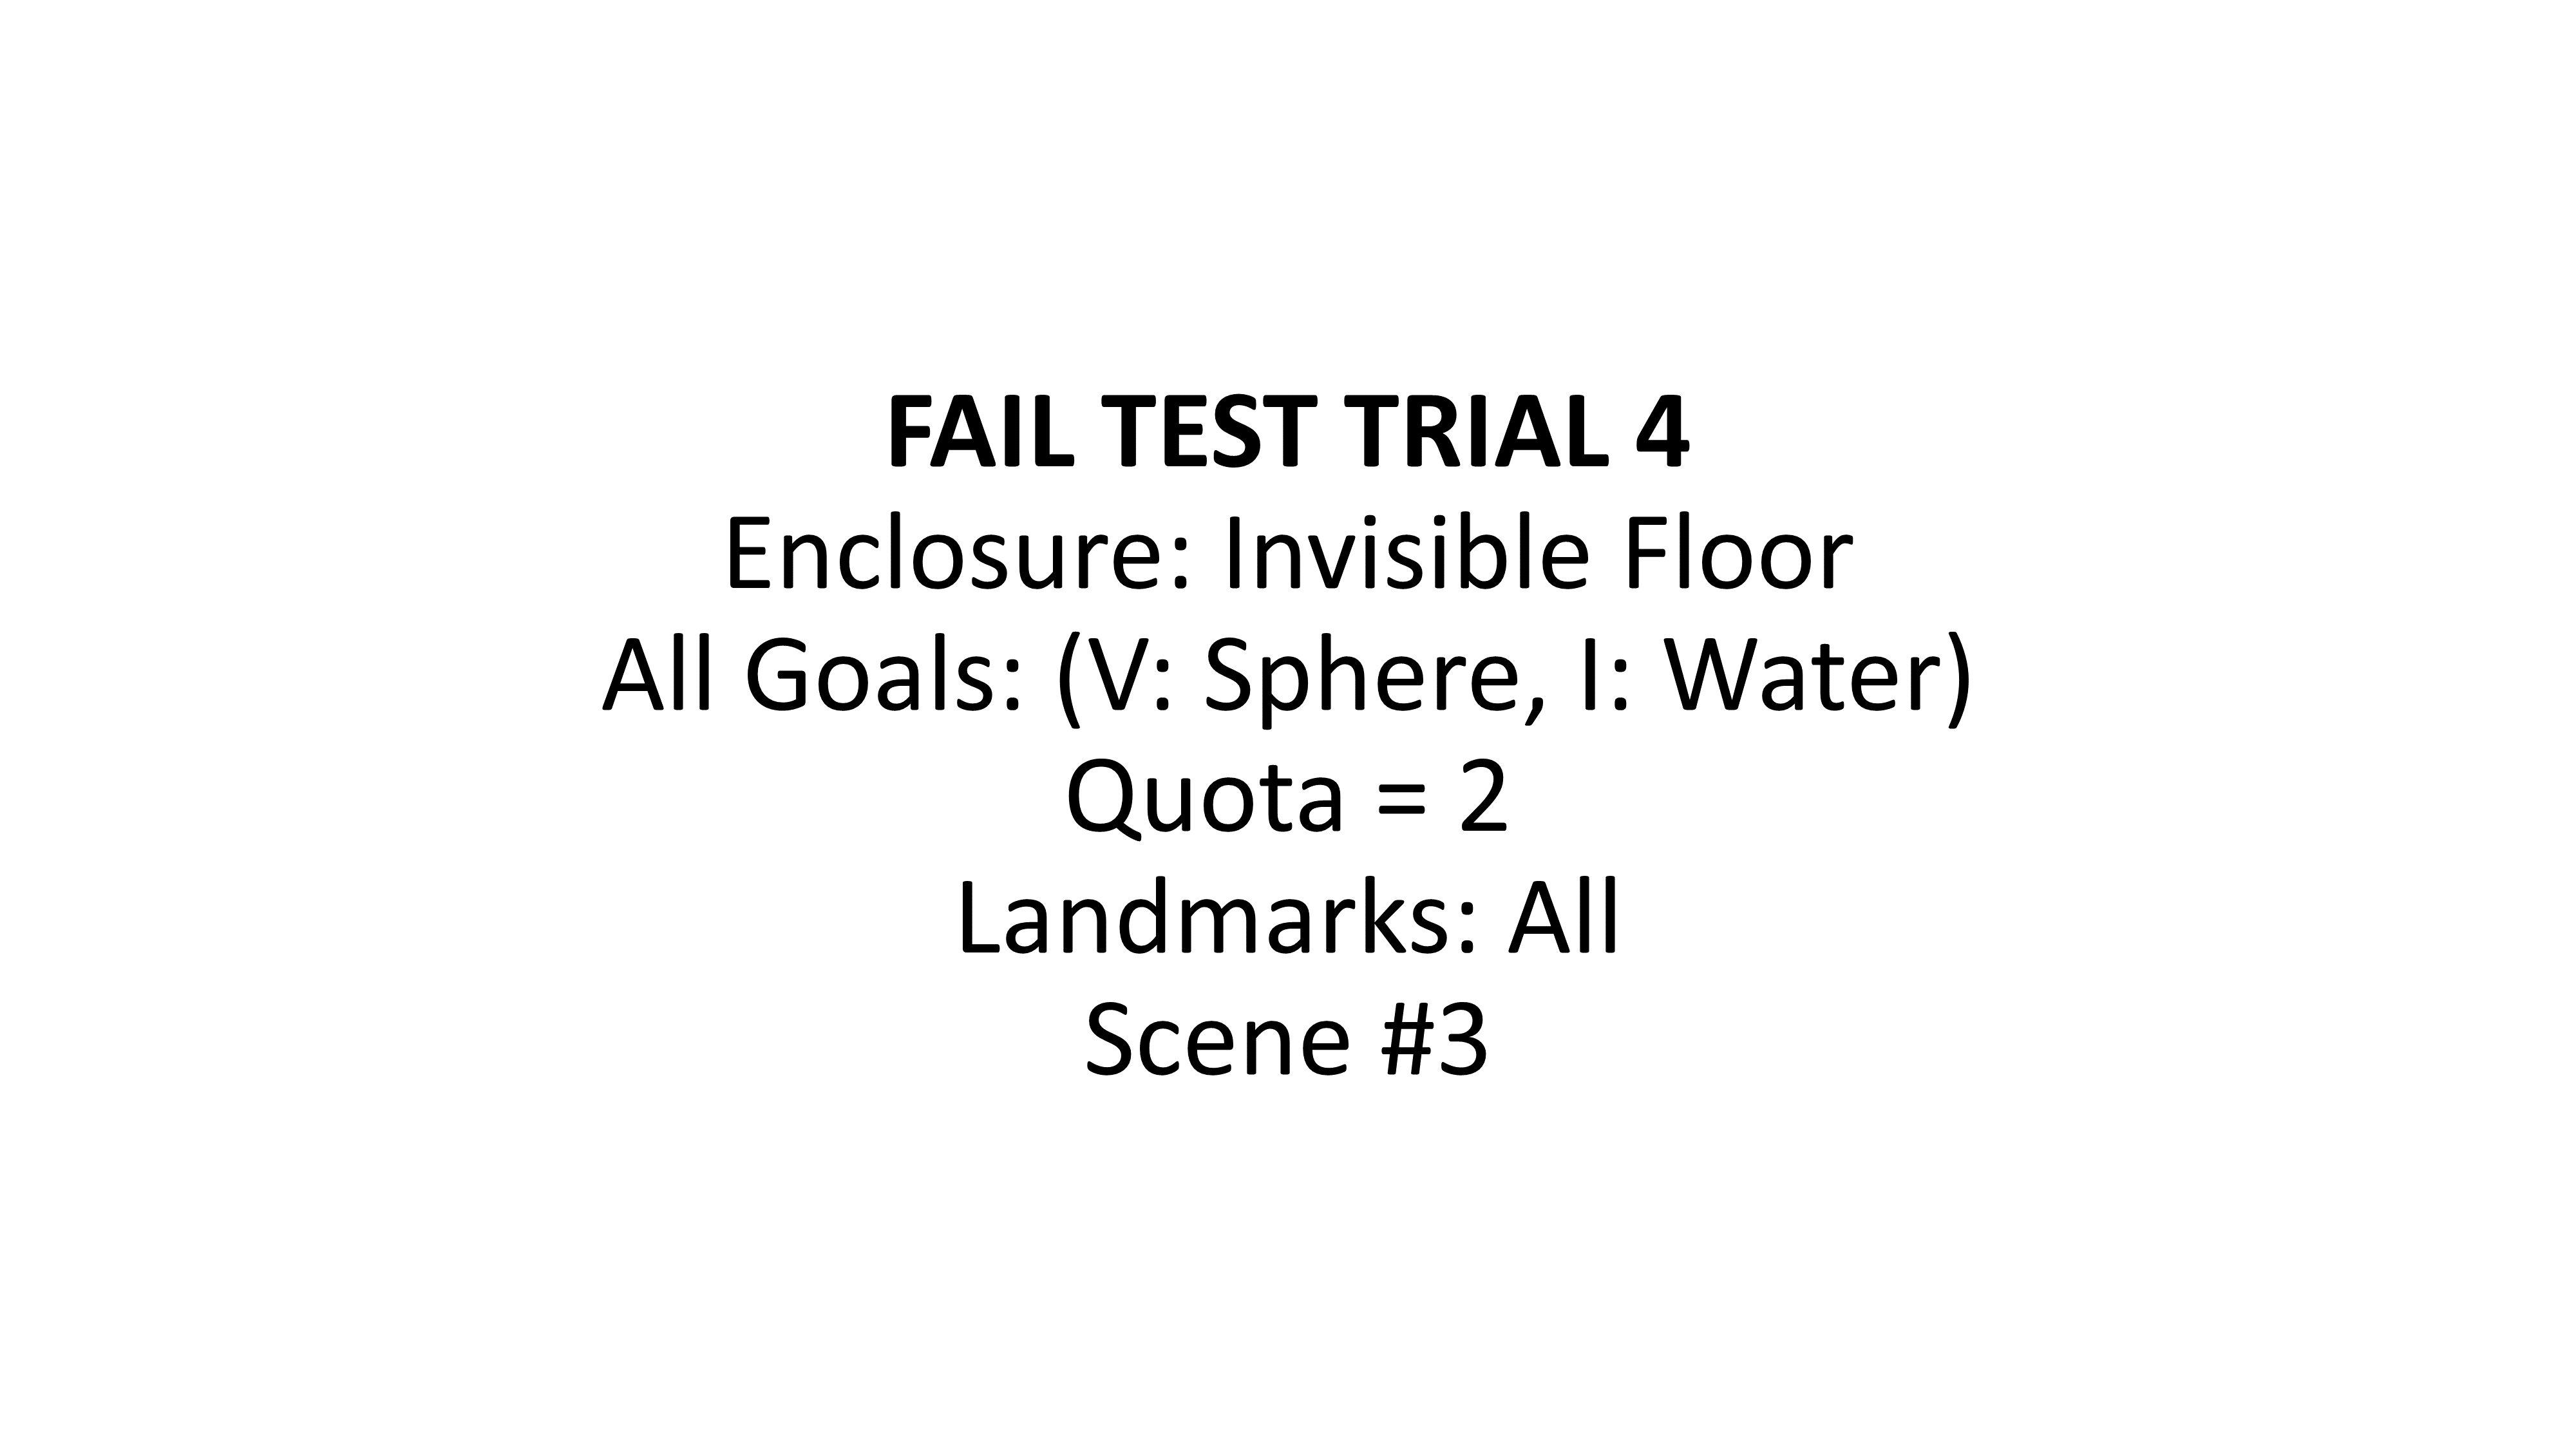 FAIL TEST TRIAL 4
Enclosure: Invisible Floor
All Goals: (V: Sphere, I: Water)
Quota = 2
Landmarks: All
Scene #3